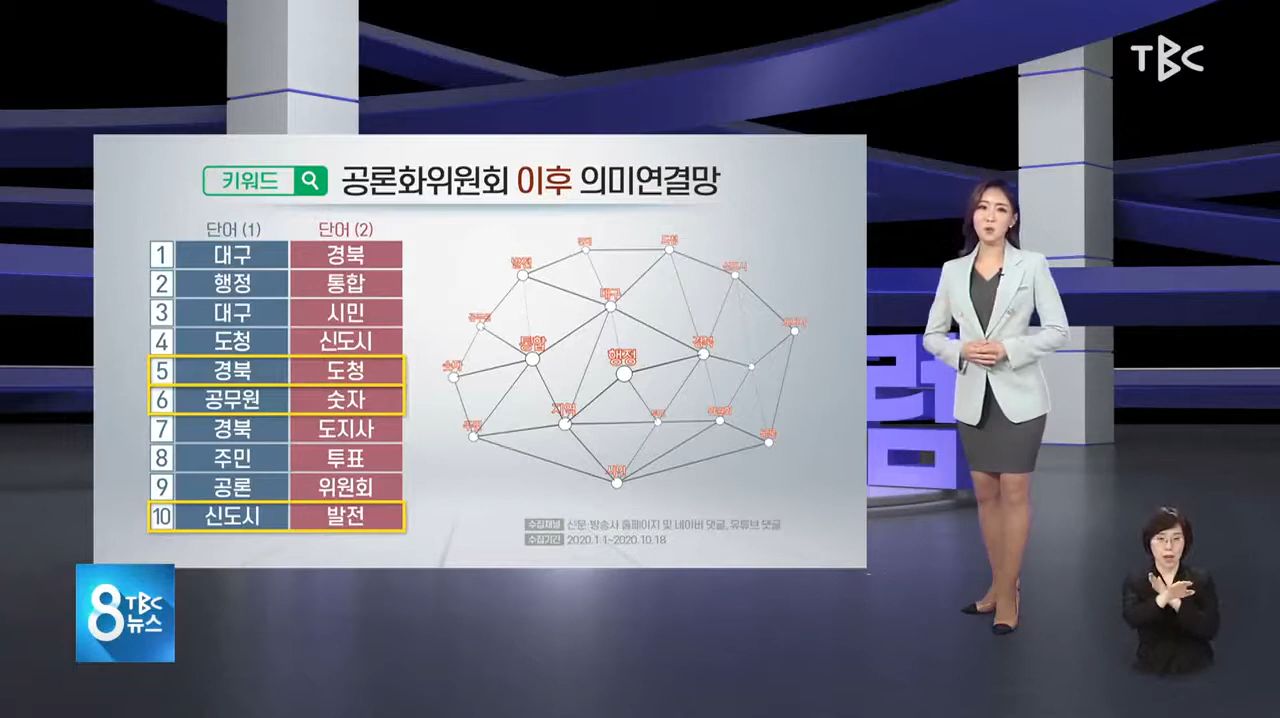 TBC
키워드 공론화위원회 이후 의미연결망
단어 (1) 단어 (2)
1 대구 경북
2 행정 통합
3 대구 시민
4 도청 신도시
5 경북 도청
6 공무원 숫자
7 경북 도지사
8 주민 투표
9 공론 위원회
10 신도시 발전
대구
통합
행정
지역
수집채널 신문·방송사 홈페이지 및 네이버 댓글, 유튜브 댓글
수집기간 2020.1.1~2020.10.18
8 TBC
뉴스